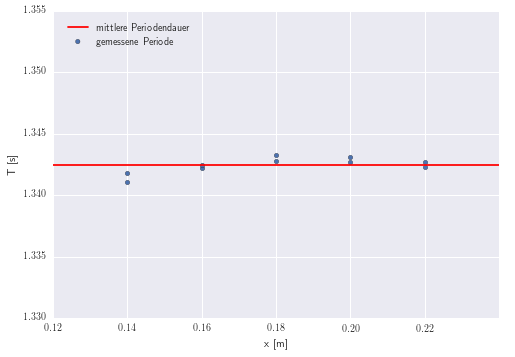 1.355
mittlere Periodendauer
gemessene Periode
1.350
1.345
T [s]
1.340
1.335
1.330
0.12 0.14 0.16 0.18 0.20 0.22
x [m]